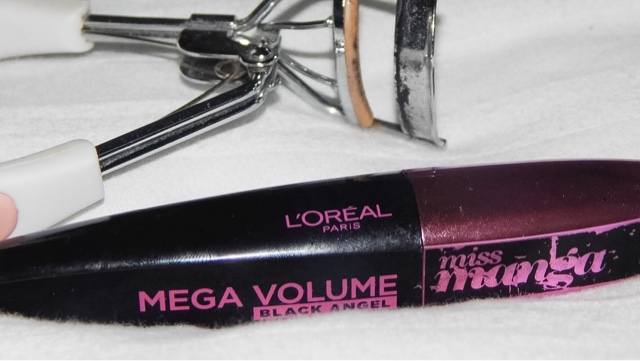 L'ORÉAL
PARIS
MEGA VOLUME
BLACK ANGEL
miss
manga